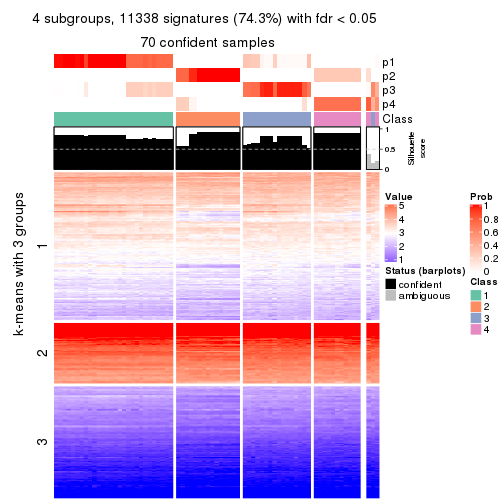 4 subgroups, 11338 signatures (74.3%) with fdr < 0.05
70 confident samples
p1
p2
p3
p4
Class
1
0.5
0
Silhouette
score
k-means with 3 groups
1
2
3
Value
5
4
3
2
1
Status (barplots)
confident
ambiguous
Prob
1
0.8
0.6
0.4
0.2
0
Class
1
2
3
4